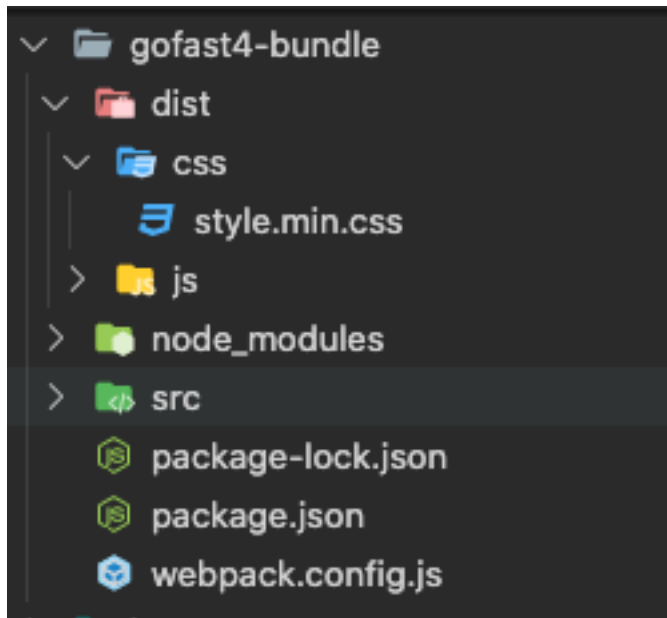 gofast4-bundle
dist
css
style.min.css
js
node_modules
src
package-lock.json
package.json
webpack.config.js